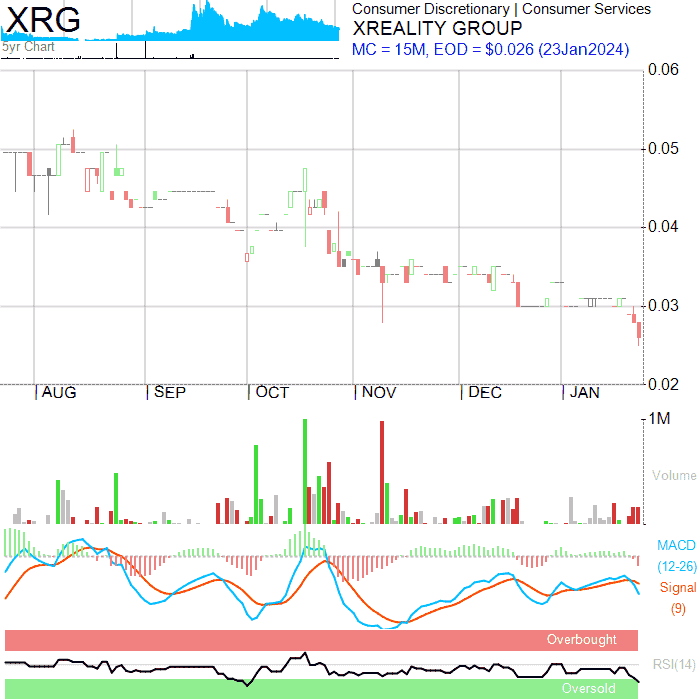 XRG
Consumer Discretionary | Consumer Services
XREALITY GROUP
MC = 15M, EOD = $0.026 (23Jan2024)
5yr Chart
0.06
0.05
0.04
0.03
0.02
AUG
SEP
OCT
NOV
DEC
JAN
1M
Volume
MACD
(12-26)
Signal
(9)
Overbought
RSI(14)
Oversold